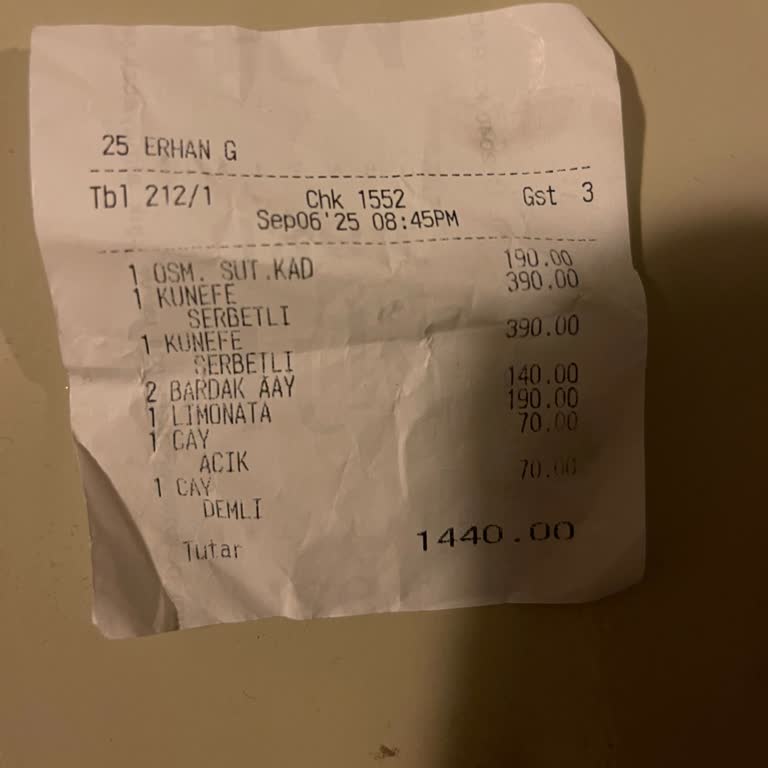 25 ERHAN G
Tbl 212/1 Chk 1552 Gst 3
Sep06'25 08:45PM
1 OSM. SUT.KAD 190.00
1 KUNEFE 390.00
SERBETLI
1 KUNEFE 390.00
SERBETLI
2 BARDAK ÄAY 140.00
1 LIMONATA 190.00
1 CAY 70.00
ACIK
1 CAY 70.00
DEMLI
Tutar 1440.00